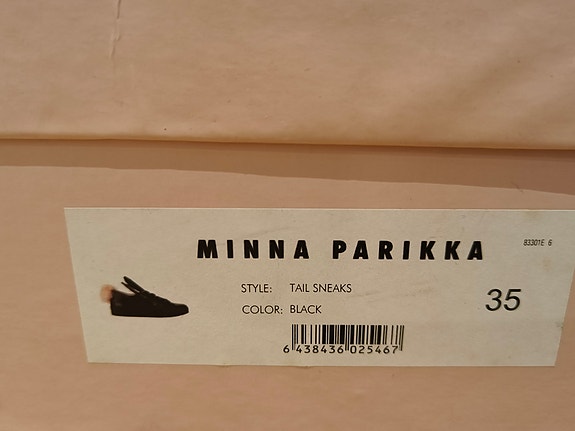 MINNA PARIKKA
83301E 6
STYLE: TAIL SNEAKS
COLOR: BLACK
35
6 438436 025467